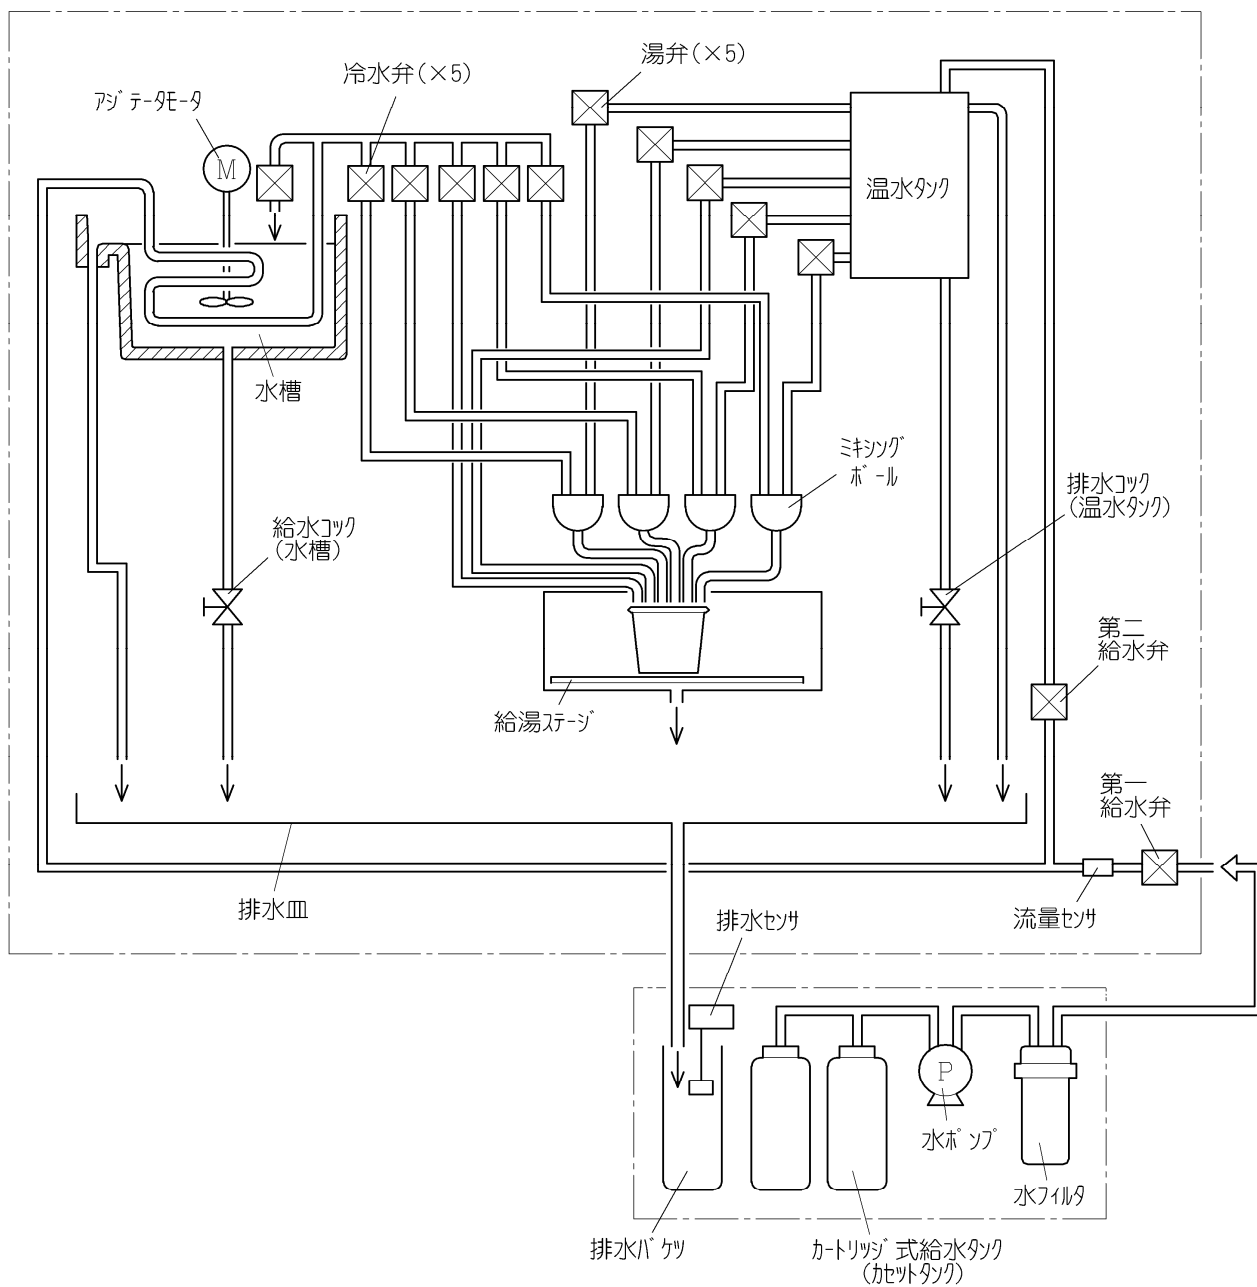 湯弁(×5)
冷水弁(×5)
アジテータモータ
M
温水タンク
水槽
ミキシング
ボール
排水コック
(温水タンク)
給水コック
(水槽)
第二
給水弁
給湯ステージ
第一
給水弁
排水皿
排水センサ
流量センサ
P
水ポンプ
水フィルタ
排水バケツ
カートリッジ式給水タンク
(カセットタンク)